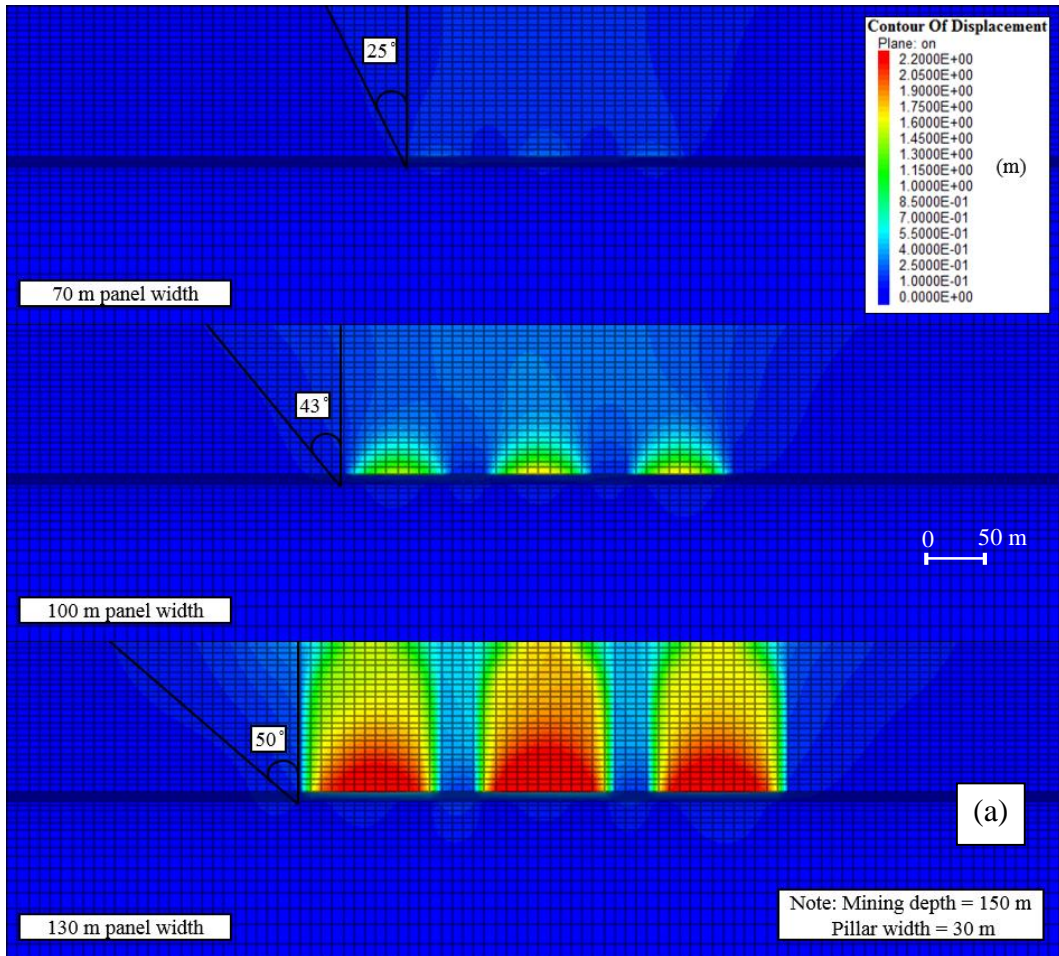 25°
Contour Of Displacement
Plane: on
2.2000E+00
2.0500E+00
1.9000E+00
1.7500E+00
1.6000E+00
1.4500E+00
1.3000E+00
1.1500E+00
1.0000E+00
8.5000E-01
7.0000E-01
5.5000E-01
4.0000E-01
2.5000E-01
1.0000E-01
0.0000E+00
(m)
70 m panel width
43°
0 50 m
100 m panel width
50°
(a)
Note: Mining depth = 150 m
Pillar width = 30 m
130 m panel width